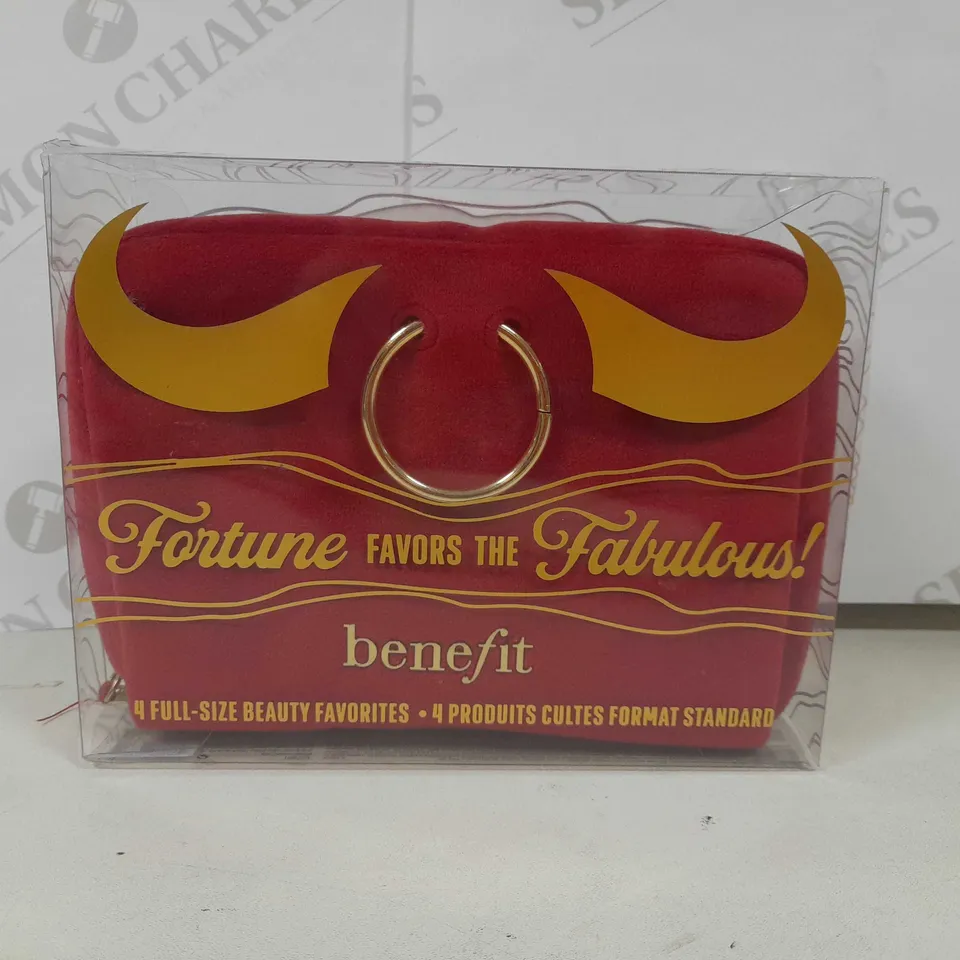 Fortune FAVORS THE Fabulous!
benefit
4 FULL-SIZE BEAUTY FAVORITES • 4 PRODUITS CULTES FORMAT STANDARD